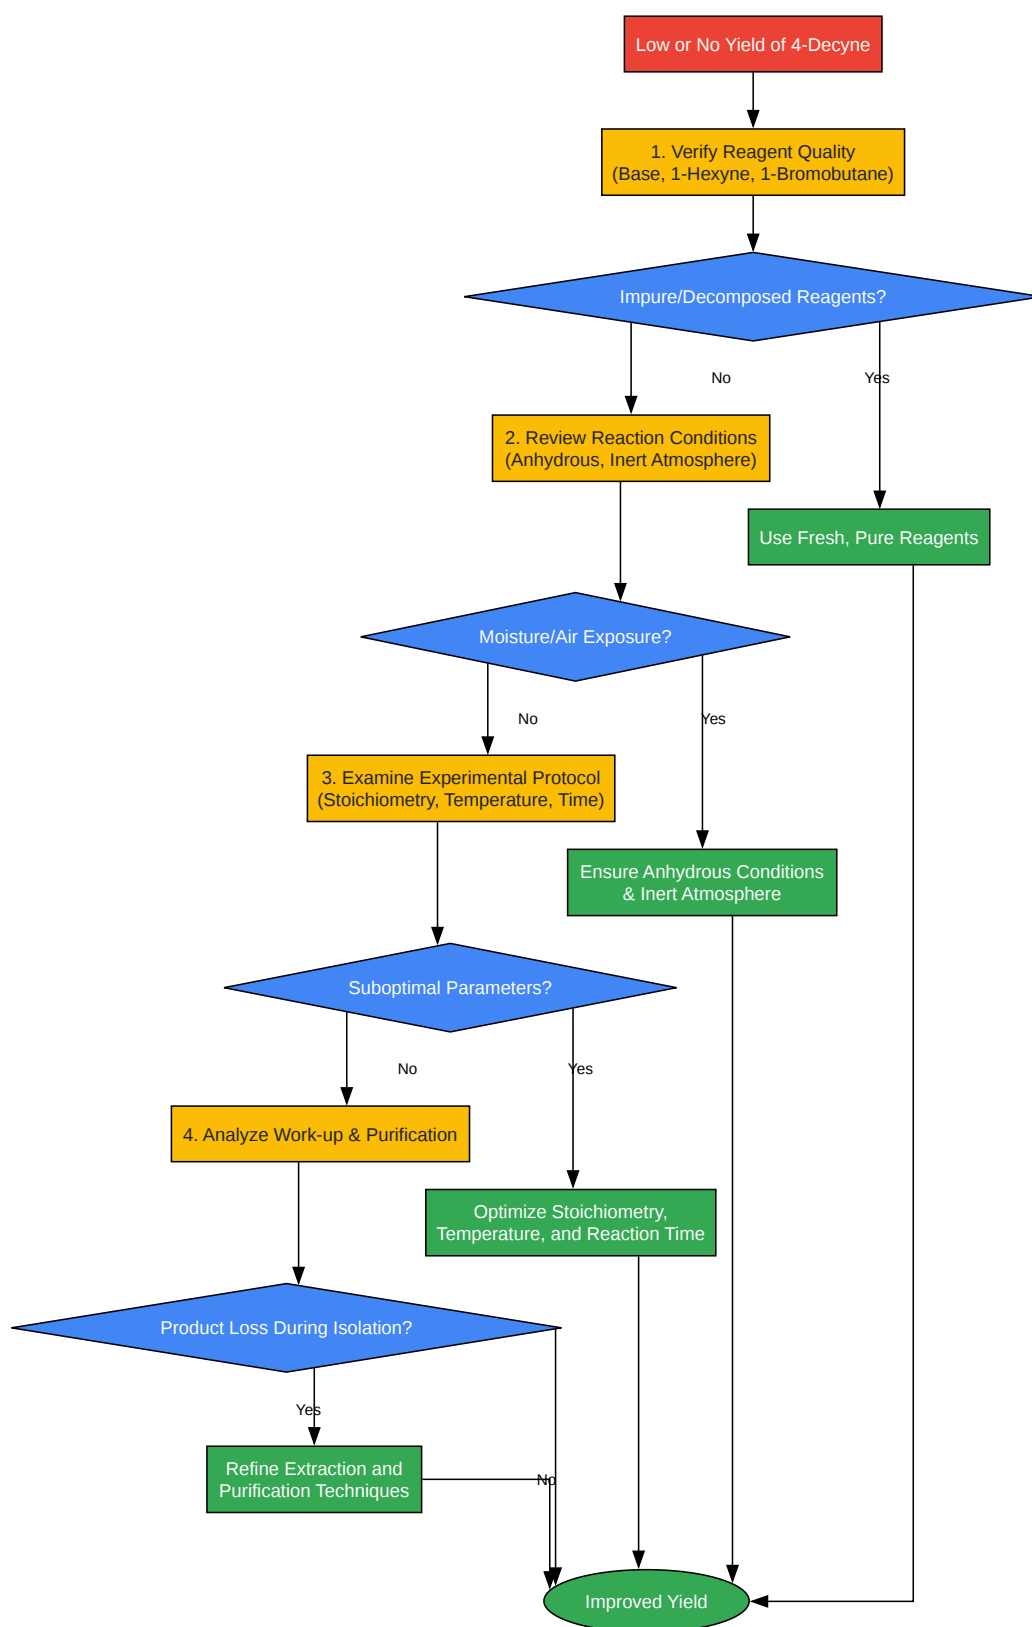 Low or No Yield of 4-Decyne
1. Verify Reagent Quality
(Base, 1-Hexyne, 1-Bromobutane)
Impure/Decomposed Reagents?
No
Yes
2. Review Reaction Conditions
(Anhydrous, Inert Atmosphere)
Use Fresh, Pure Reagents
Moisture/Air Exposure?
No
Yes
3. Examine Experimental Protocol
(Stoichiometry, Temperature, Time)
Ensure Anhydrous Conditions
& Inert Atmosphere
Suboptimal Parameters?
No
Yes
4. Analyze Work-up & Purification
Optimize Stoichiometry,
Temperature, and Reaction Time
Product Loss During Isolation?
Yes
Refine Extraction and
Purification Techniques
No
Improved Yield